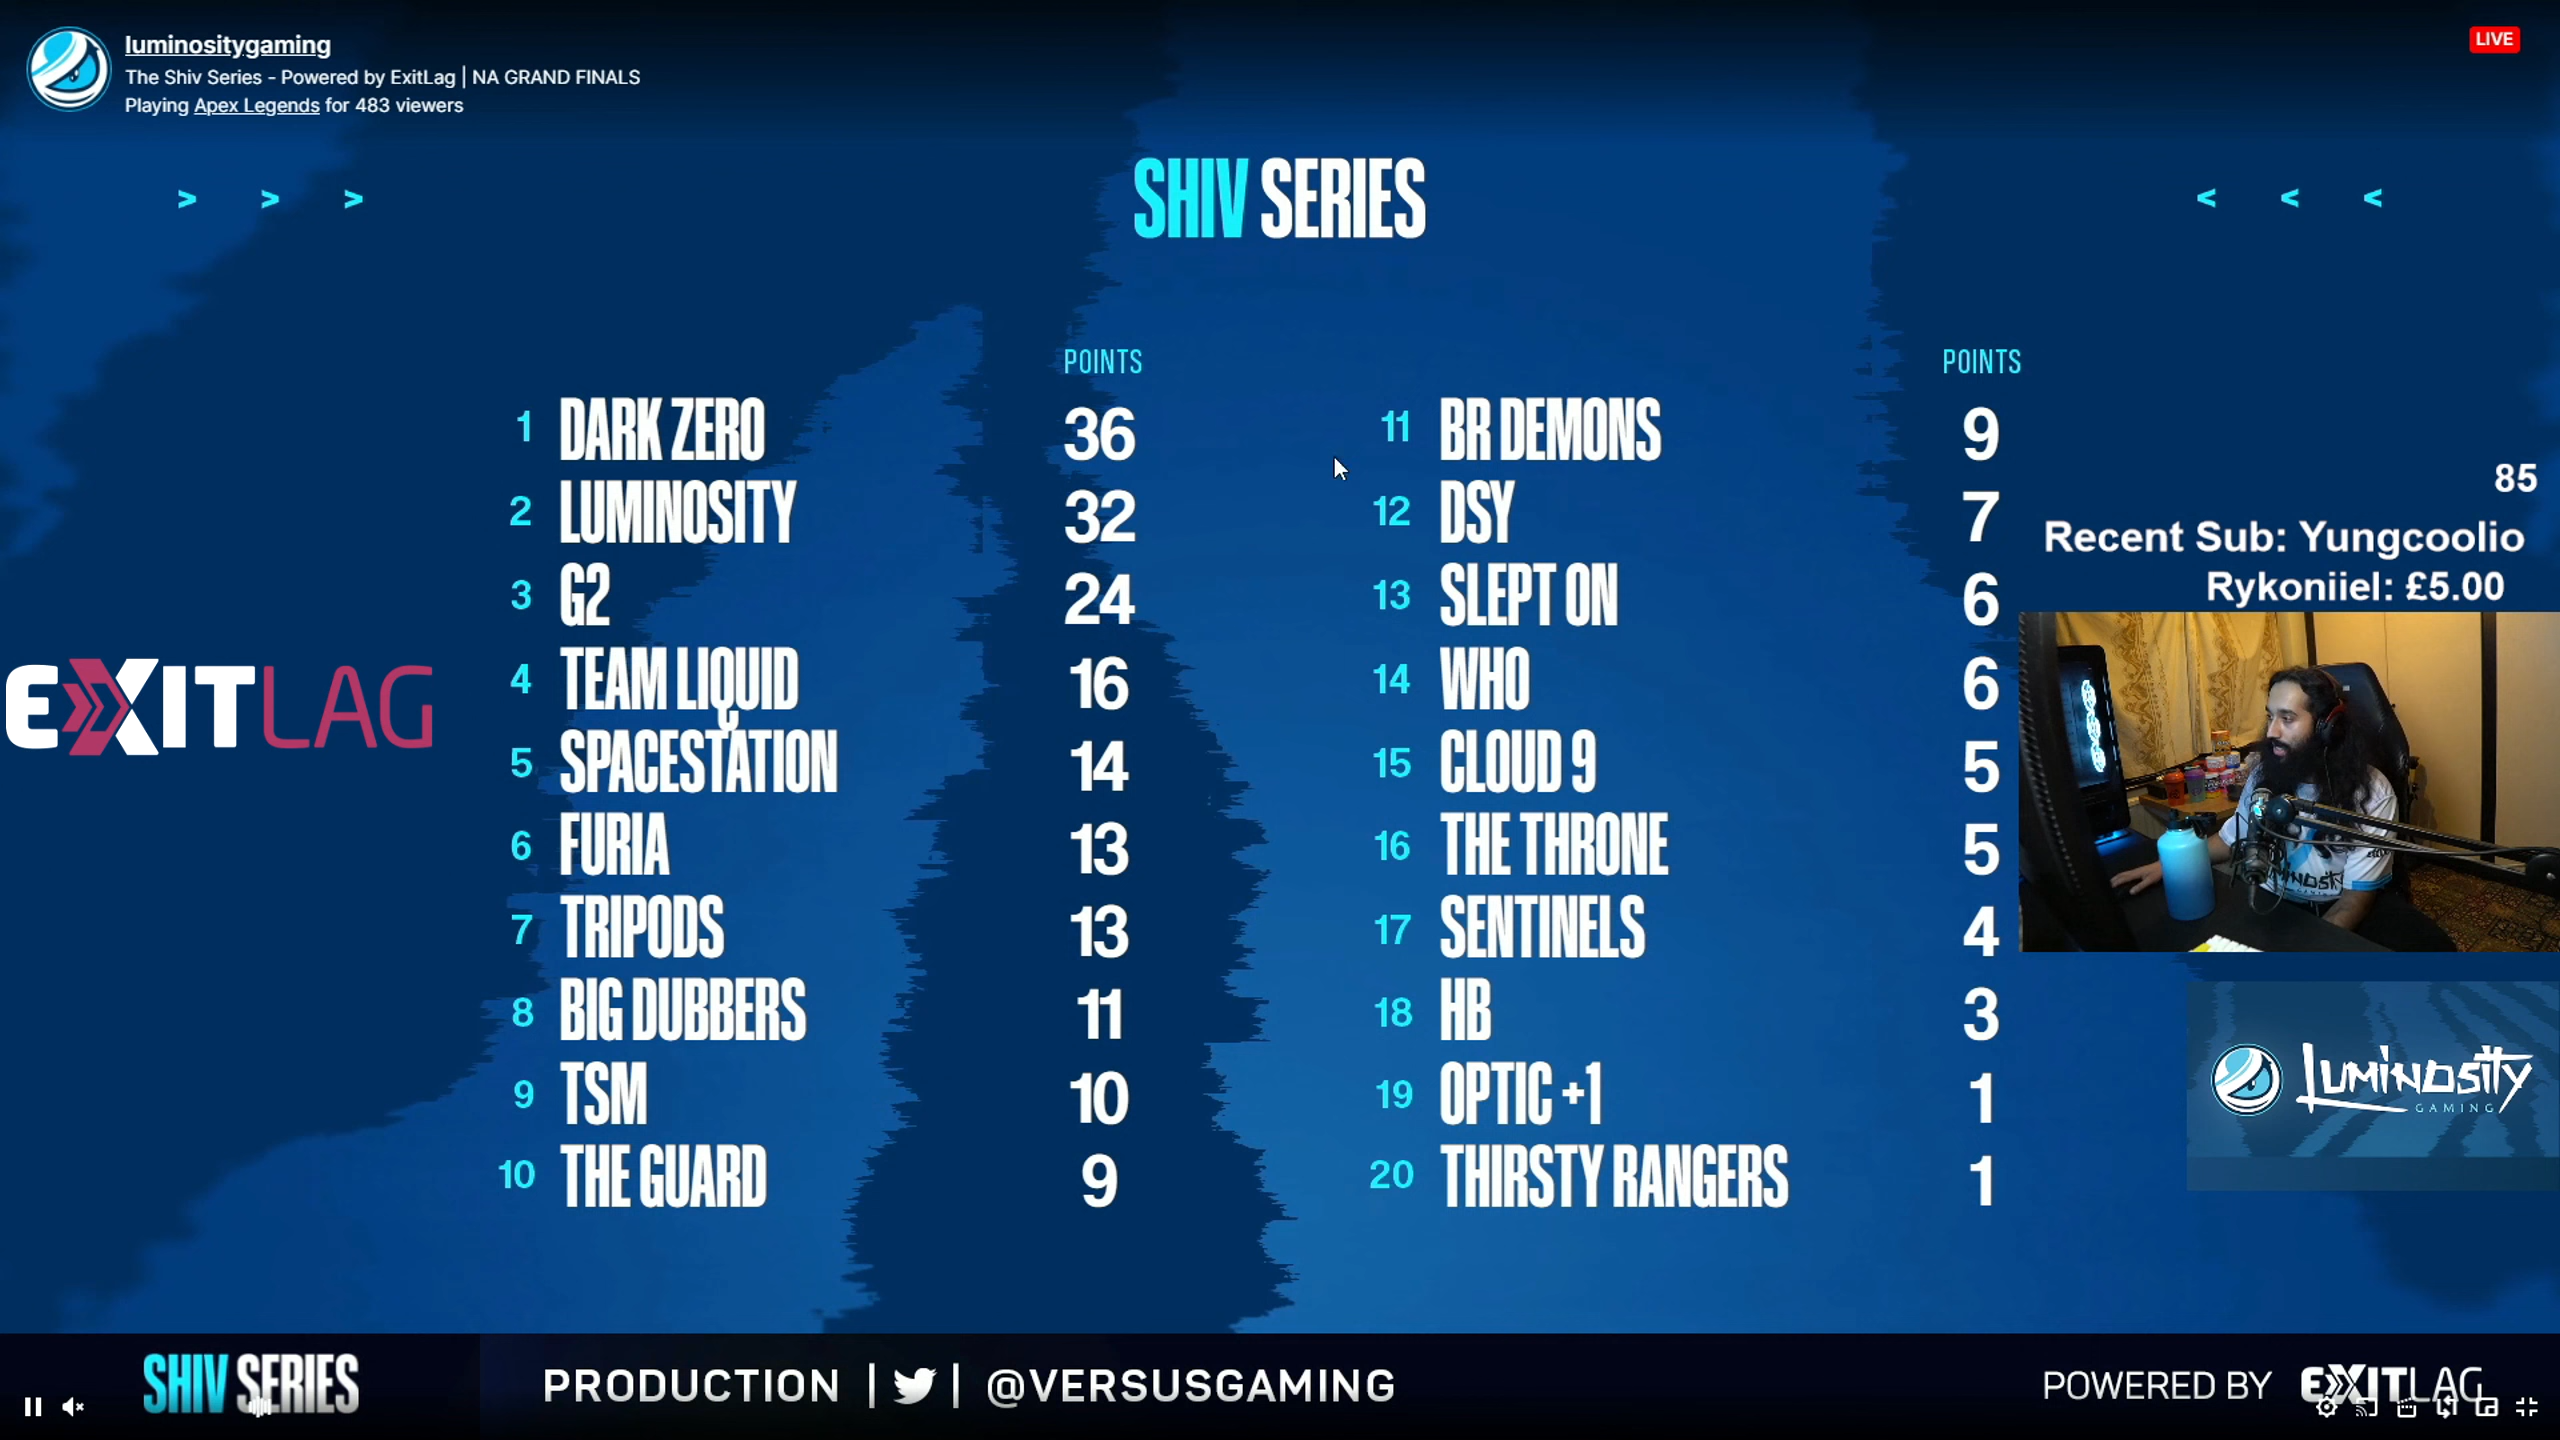 luminositygaming
The Shiv Series - Powered by ExitLag | NA GRAND FINALS
Playing Apex Legends for 483 viewers
LIVE
> > >
SHIV SERIES
< < <
POINTS
POINTS
1 DARK ZERO 36
2 LUMINOSITY 32
3 G2 24
4 TEAM LIQUID 16
5 SPACESTATION 14
6 FURIA 13
7 TRIPODS 13
8 BIG DUBBERS 11
9 TSM 10
10 THE GUARD 9
11 BR DEMONS 9
12 DSY 7
13 SLEPT ON 6
14 WHO 6
15 CLOUD 9 5
16 THE THRONE 5
17 SENTINELS 4
18 HB 3
19 OPTIC +1 1
20 THIRSTY RANGERS 1
EXITLAG
85
Recent Sub: Yungcoolio
Rykoniiel: £5.00
LUMINOSITY
GAMING
SHIV SERIES
PRODUCTION | | @VERSUSGAMING
POWERED BY EXITLAG